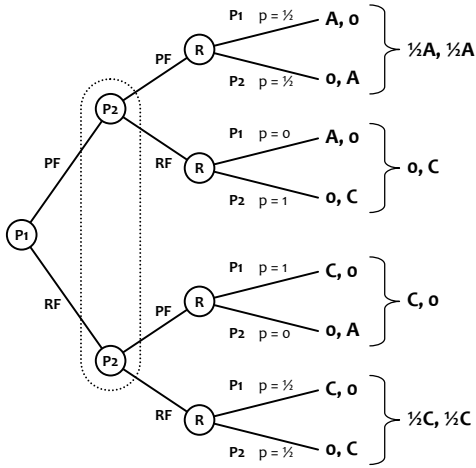 P1 p = ½ A, 0
PF R ½A, ½A
P2 p = ½ 0, A
P2
P1 p = 0 A, 0
PF RF R 0, C
P2 p = 1 0, C
P1
P1 p = 1 C, 0
RF PF R C, 0
P2 p = 0 0, A
P2
P1 p = ½ C, 0
RF R ½C, ½C
P2 p = ½ 0, C